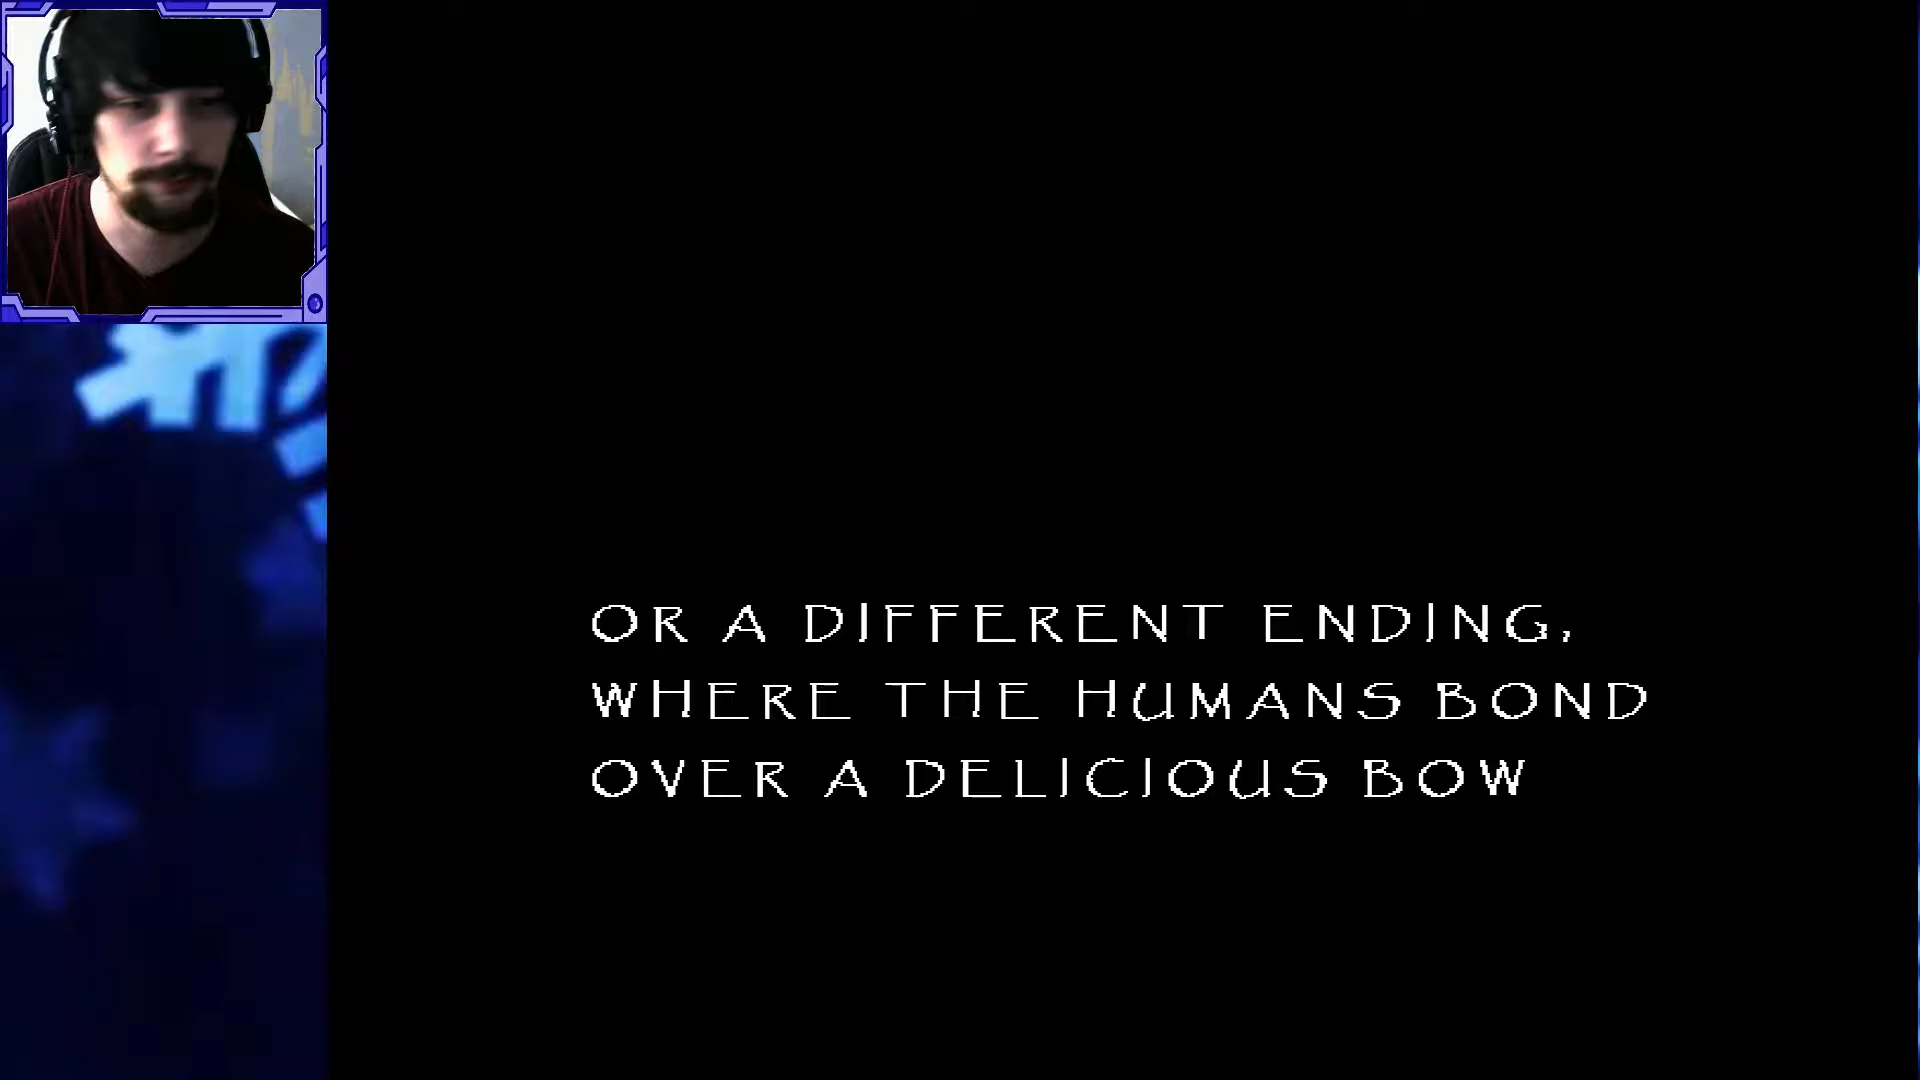 OR A DIFFERENT ENDING,
WHERE THE HUMANS BOND
OVER A DELICIOUS BOW